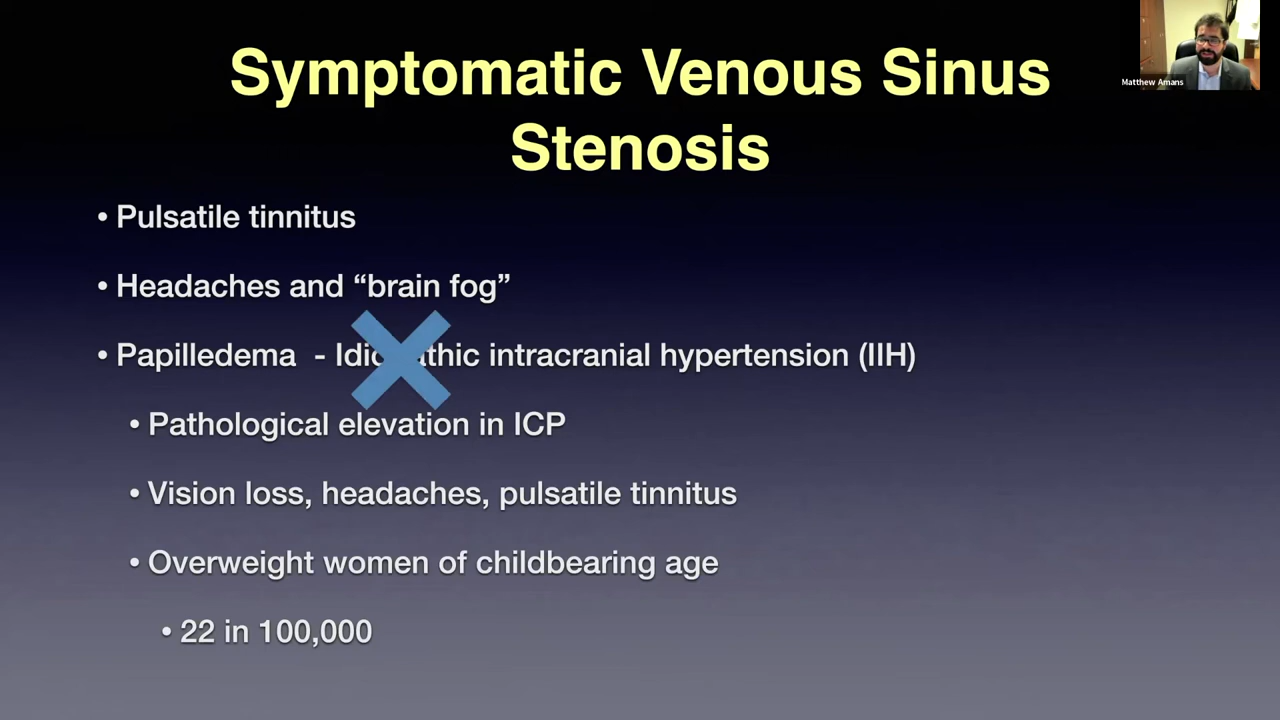 Symptomatic Venous Sinus
Stenosis
Matthew Amans
• Pulsatile tinnitus
• Headaches and “brain fog”
• Papilledema - intracranial hypertension (IIH)
• Pathological elevation in ICP
• Vision loss, headaches, pulsatile tinnitus
• Overweight women of childbearing age
• 22 in 100,000